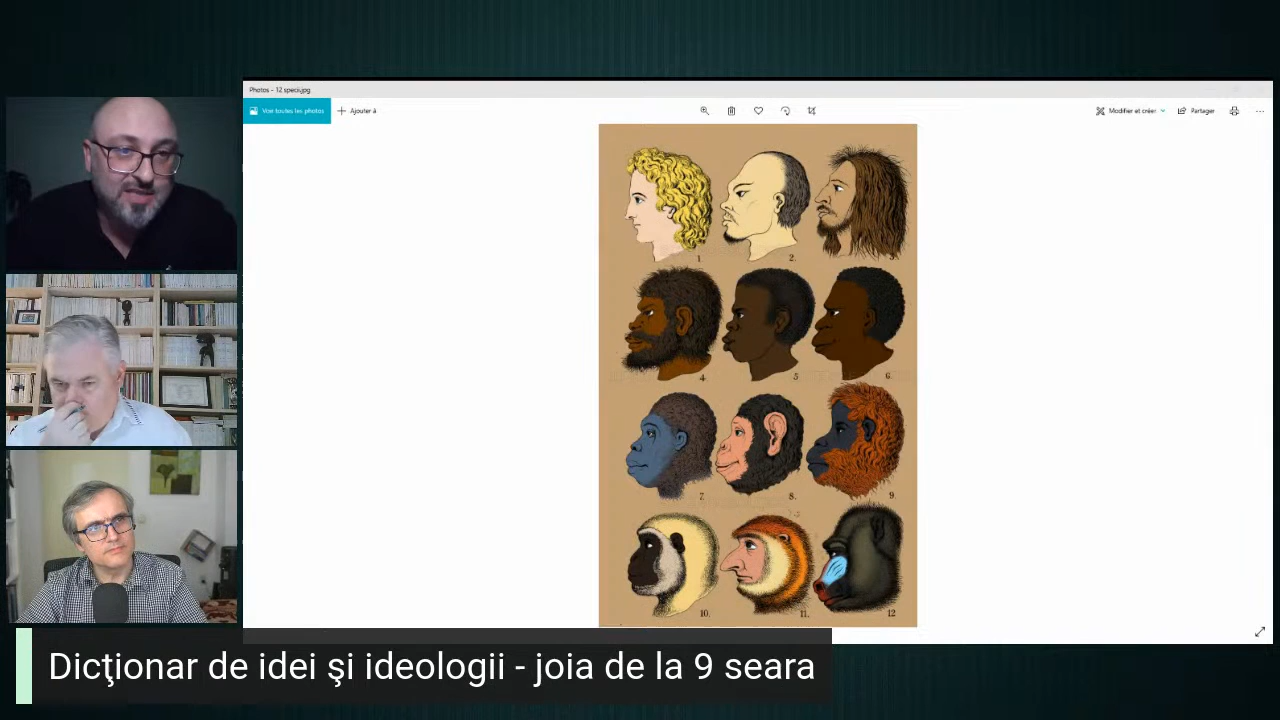 Photos - 12 specii.jpg
Voir toutes les photos
Ajouter à
Modifier et créer
Partager
1.
2.
3.
4.
5
6.
7.
8.
9.
10.
11.
12
Dicţionar de idei şi ideologii - joia de la 9 seara